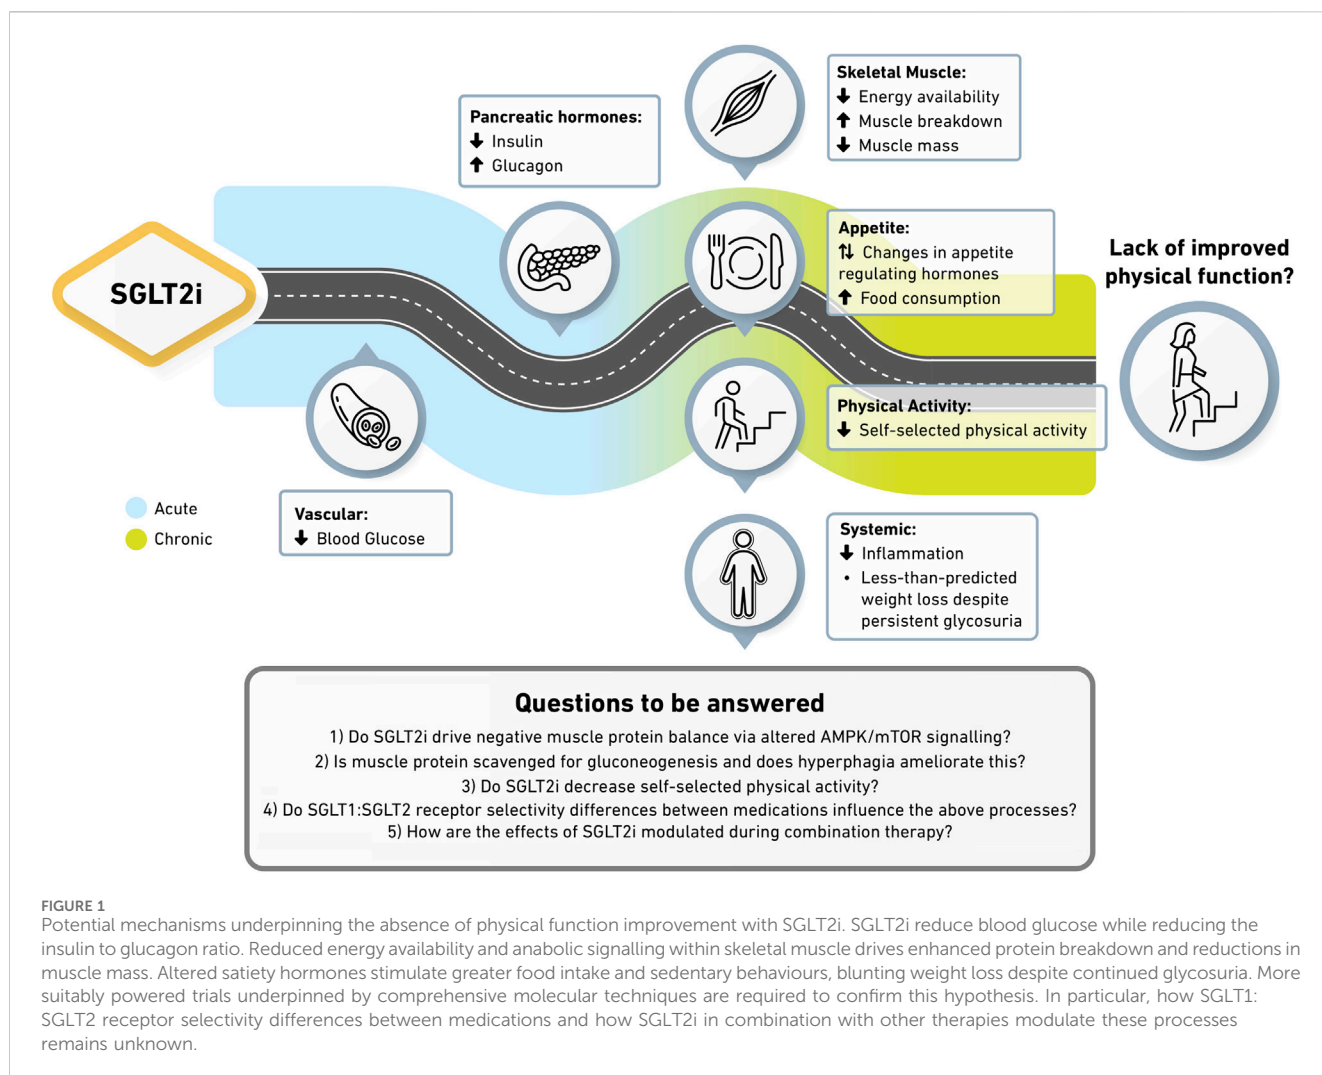 SGLT2i
Pancreatic hormones:
↓ Insulin
↑ Glucagon
Skeletal Muscle:
↓ Energy availability
↑ Muscle breakdown
↓ Muscle mass
Appetite:
↑↓ Changes in appetite
regulating hormones
↑ Food consumption
Lack of improved
physical function?
Physical Activity:
↓ Self-selected physical activity
Acute
Chronic
Vascular:
↓ Blood Glucose
Systemic:
↓ Inflammation
• Less-than-predicted
weight loss despite
persistent glycosuria
Questions to be answered
1) Do SGLT2i drive negative muscle protein balance via altered AMPK/mTOR signalling?
2) Is muscle protein scavenged for gluconeogenesis and does hyperphagia ameliorate this?
3) Do SGLT2i decrease self-selected physical activity?
4) Do SGLT1:SGLT2 receptor selectivity differences between medications influence the above processes?
5) How are the effects of SGLT2i modulated during combination therapy?
FIGURE 1
Potential mechanisms underpinning the absence of physical function improvement with SGLT2i. SGLT2i reduce blood glucose while reducing the
insulin to glucagon ratio. Reduced energy availability and anabolic signalling within skeletal muscle drives enhanced protein breakdown and reductions in
muscle mass. Altered satiety hormones stimulate greater food intake and sedentary behaviours, blunting weight loss despite continued glycosuria. More
suitably powered trials underpinned by comprehensive molecular techniques are required to confirm this hypothesis. In particular, how SGLT1:
SGLT2 receptor selectivity differences between medications and how SGLT2i in combination with other therapies modulate these processes
remains unknown.